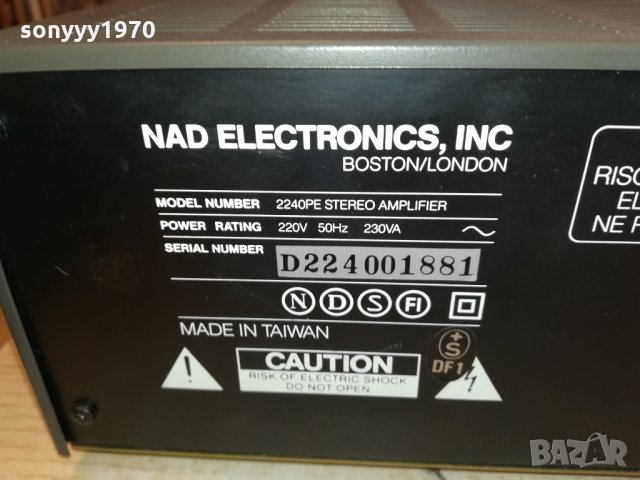 sonyyy1970
NAD ELECTRONICS, INC
BOSTON/LONDON
MODEL NUMBER 2240PE STEREO AMPLIFIER
POWER RATING 220V 50Hz 230VA
SERIAL NUMBER D224001881
N D S FI
MADE IN TAIWAN
CAUTION
RISK OF ELECTRIC SHOCK
DO NOT OPEN
+
S
DF1
EL
NE
BAZAR